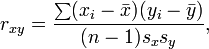 r_{xy} = \frac{\sum (x_i - \bar{x})(y_i - \bar{y})}{(n-1) s_x s_y},